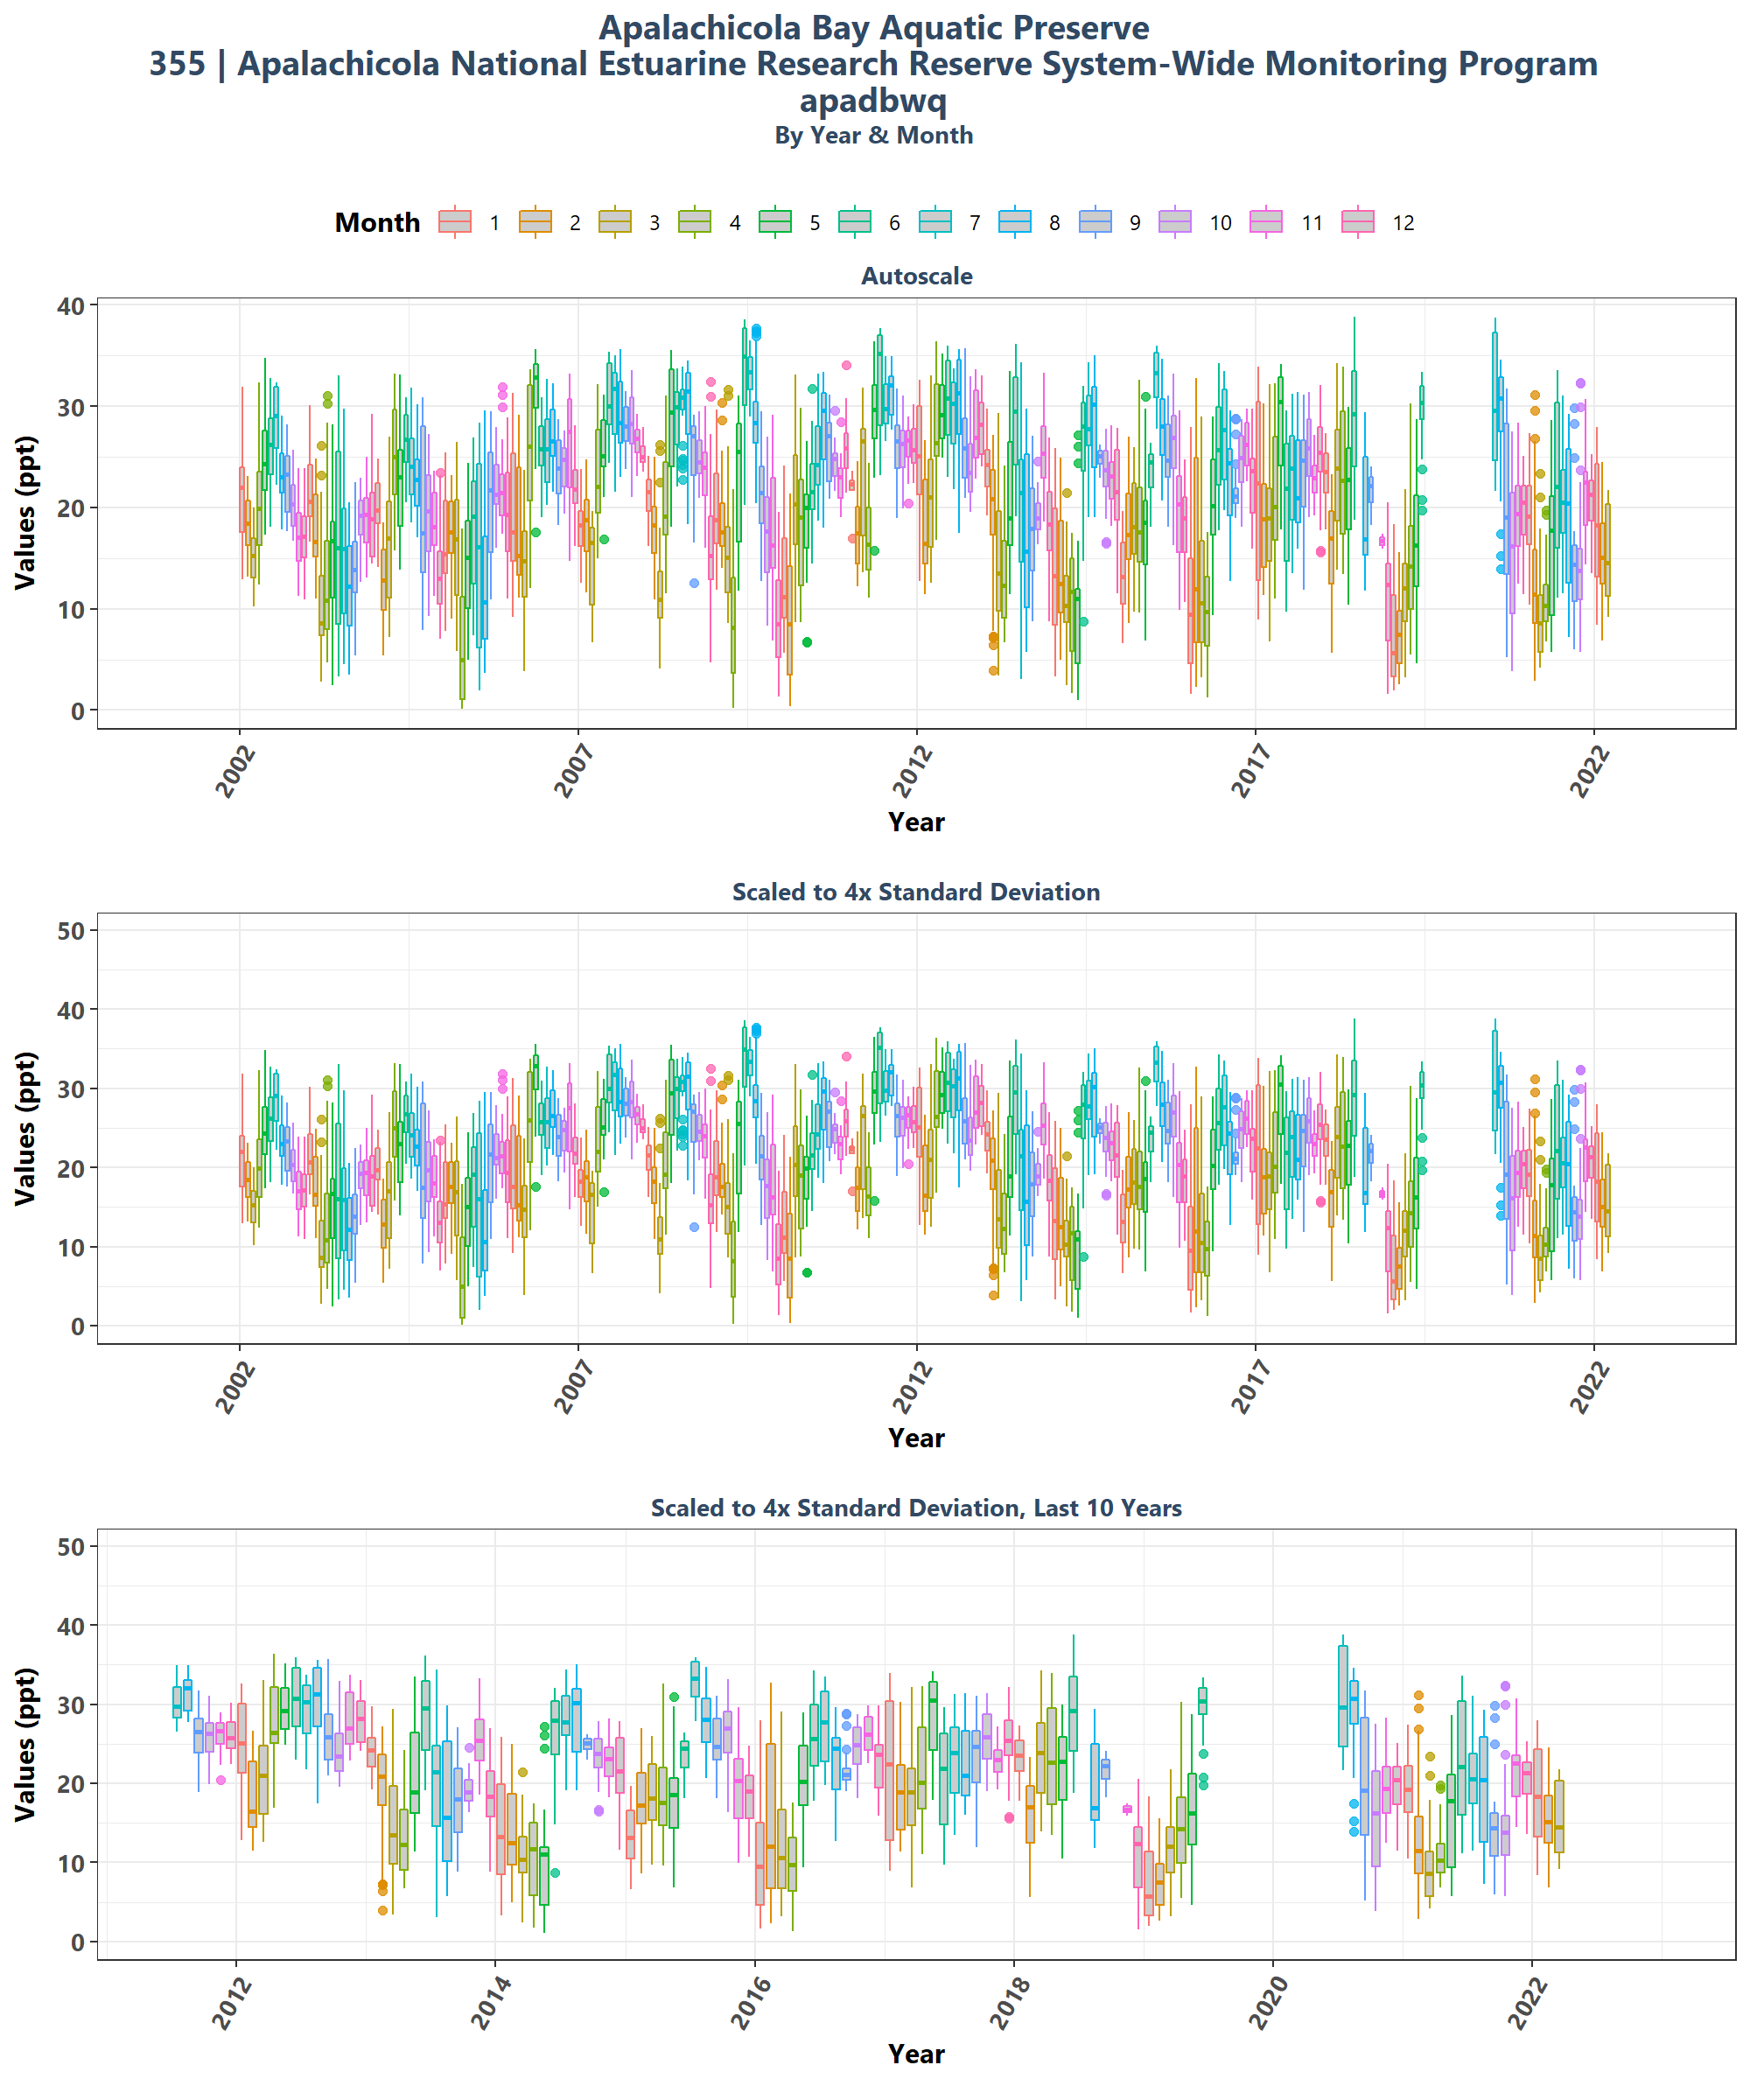 Apalachicola Bay Aquatic Preserve
355 | Apalachicola National Estuarine Research Reserve System-Wide Monitoring Program
apadbwq
By Year & Month
Month 1 2 3 4 5 6 7 8 9 10 11 12
Autoscale
40
30
20
10
0
Values (ppt)
2002 2007 2012 2017 2022
Year
Scaled to 4x Standard Deviation
50
40
30
20
10
0
Values (ppt)
2002 2007 2012 2017 2022
Year
Scaled to 4x Standard Deviation, Last 10 Years
50
40
30
20
10
0
Values (ppt)
2012 2014 2016 2018 2020 2022
Year